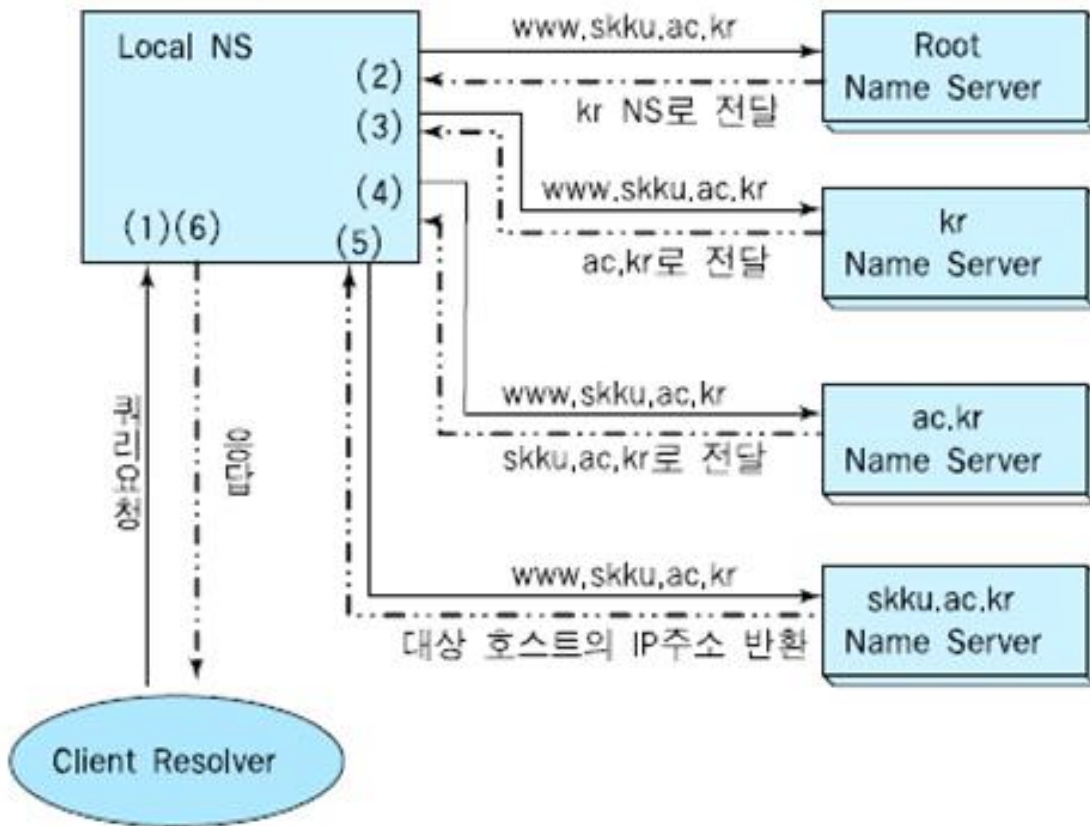 Local NS
(2)
(3)
(4)
(1)(6)
(5)
www.skku.ac.kr
kr NS로 전달
Root
Name Server
www.skku.ac.kr
ac.kr로 전달
kr
Name Server
www.skku.ac.kr
skku.ac.kr로 전달
ac.kr
Name Server
www.skku.ac.kr
대상 호스트의 IP주소 반환
skku.ac.kr
Name Server
쿼리요청
응답
Client Resolver